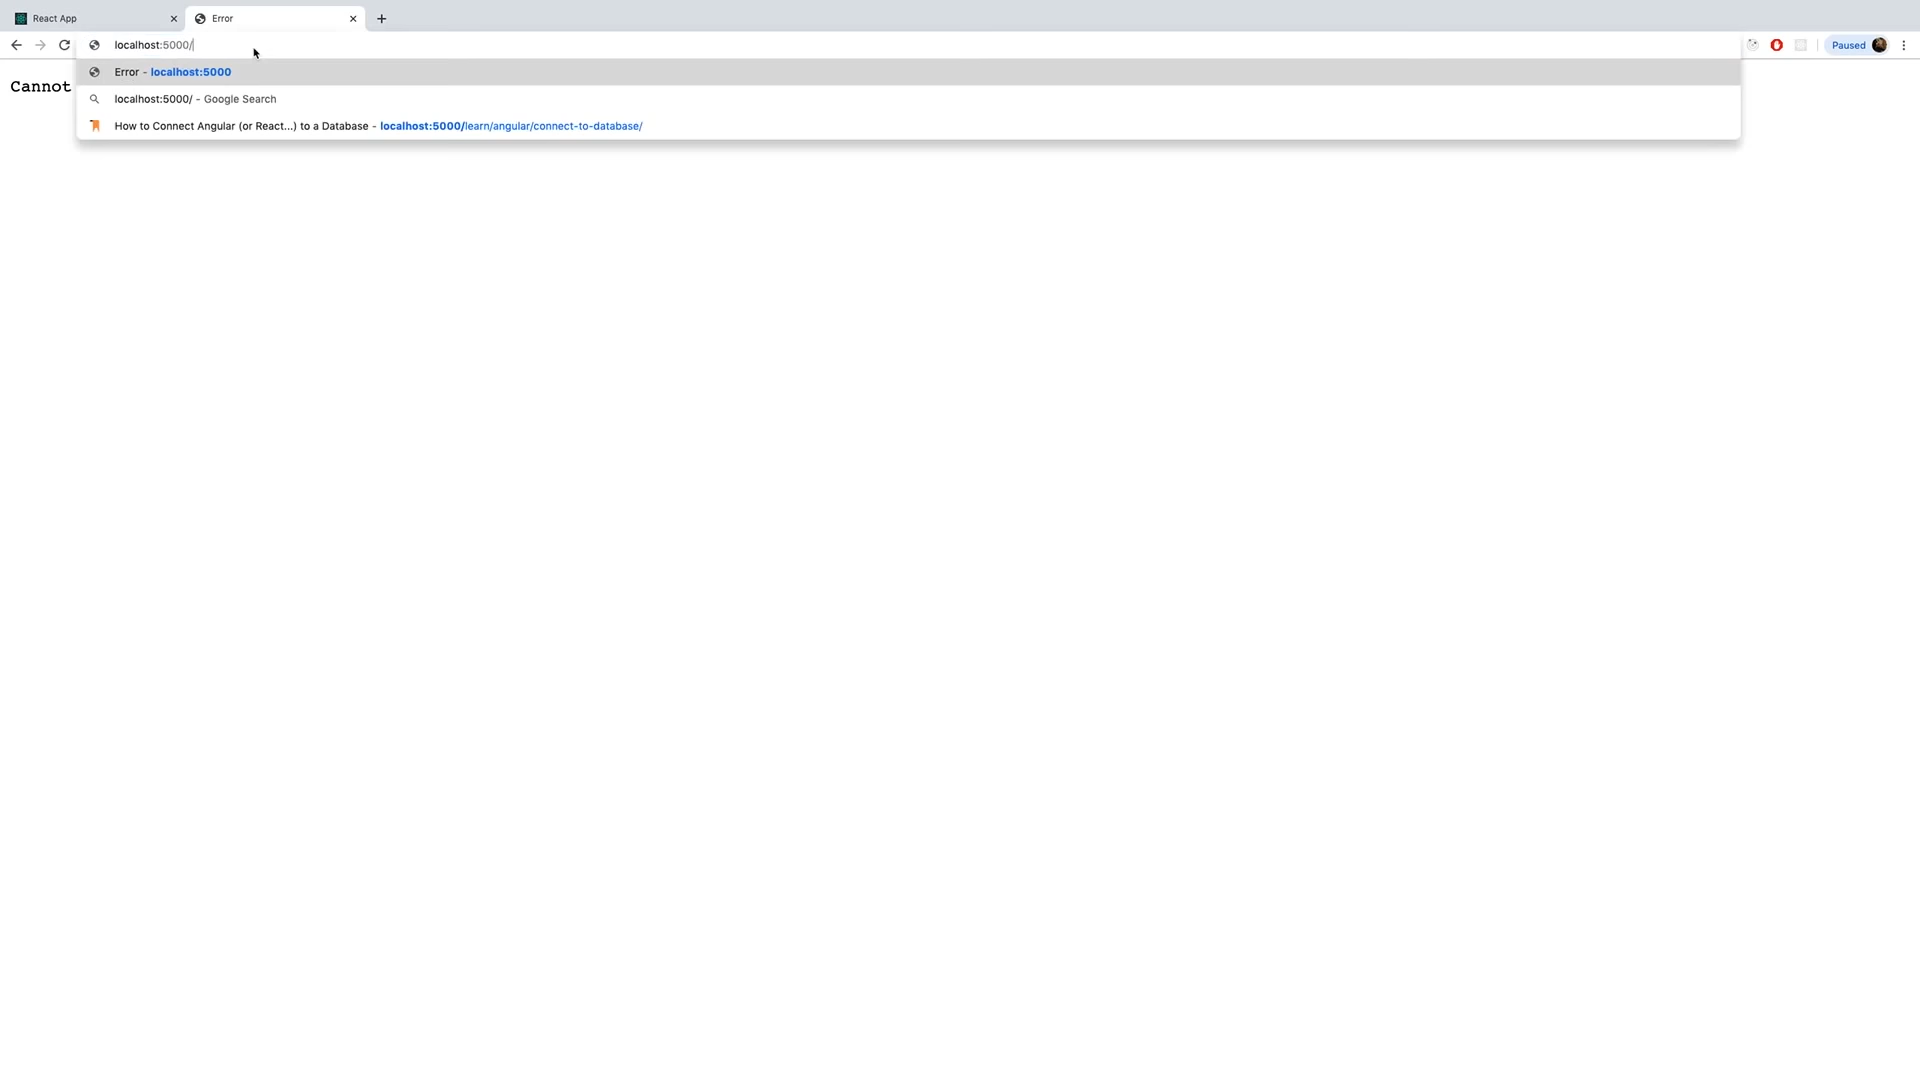 React App
Error
localhost:5000/
Paused
Error - localhost:5000
localhost:5000/ - Google Search
How to Connect Angular (or React...) to a Database - localhost:5000/learn/angular/connect-to-database/
Cannot